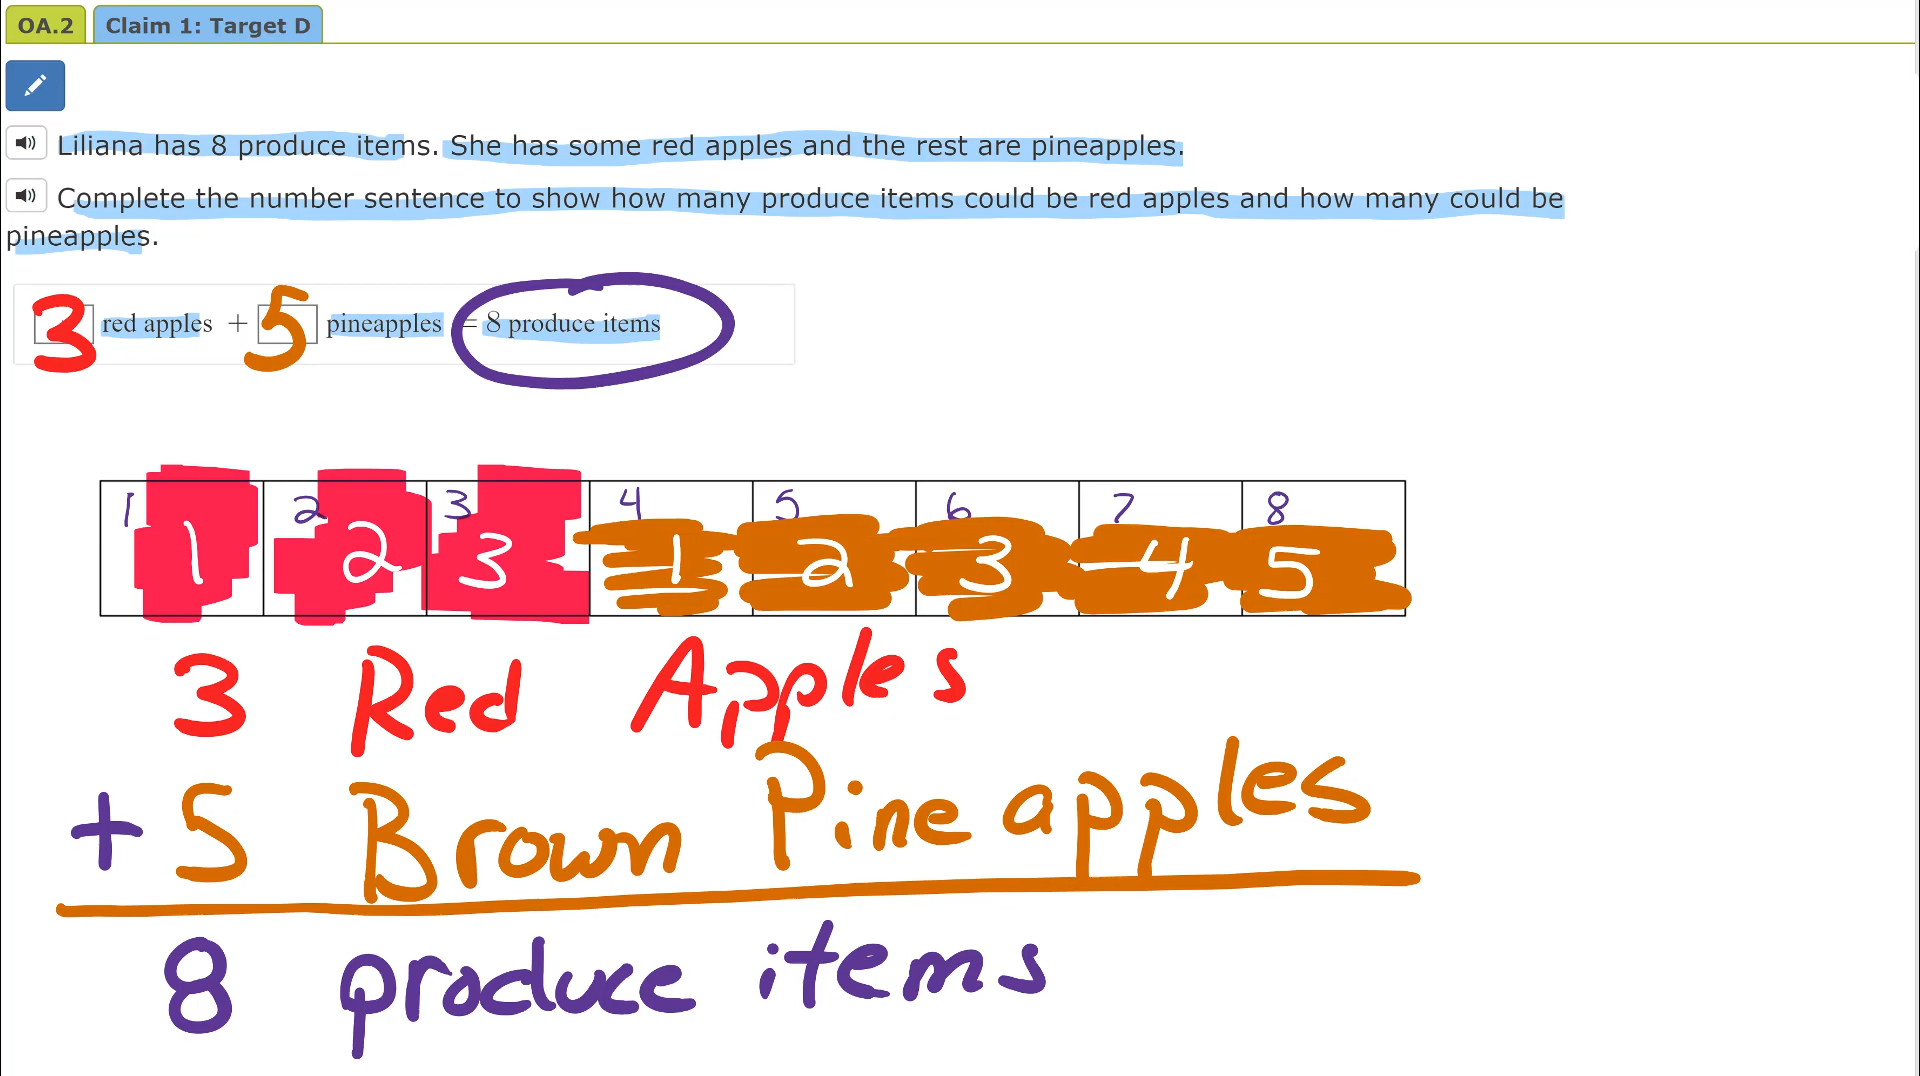 OA.2 Claim 1: Target D
Liliana has 8 produce items. She has some red apples and the rest are pineapples.
Complete the number sentence to show how many produce items could be red apples and how many could be
pineapples.
3 red apples + 5 pineapples = 8 produce items
1 2 3 4 5 6 7 8
1 2 3 1 2 3 4 5
3 Red Apples
+ 5 Brown Pineapples
8 produce items